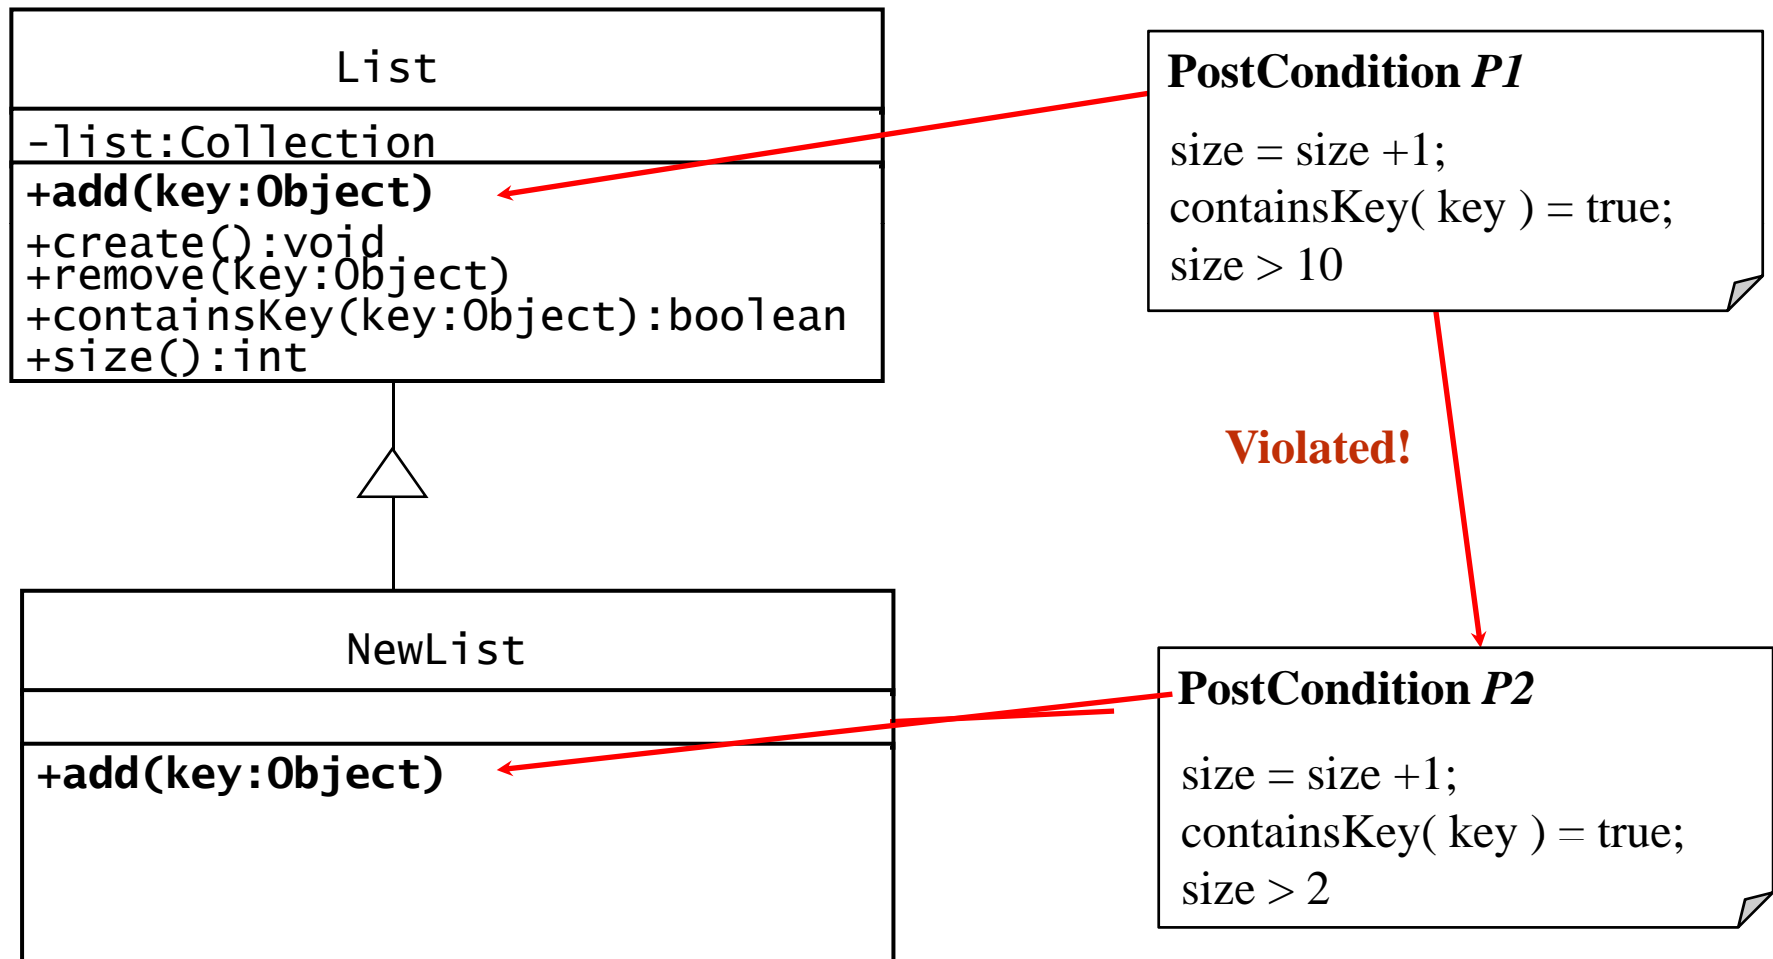 List
-list:Collection
+add(key:Object)
+create():void
+remove(key:Object)
+containsKey(key:Object):boolean
+size():int
PostCondition P1
size = size +1;
containsKey( key ) = true;
size > 10
Violated!
NewList
+add(key:Object)
PostCondition P2
size = size +1;
containsKey( key ) = true;
size > 2